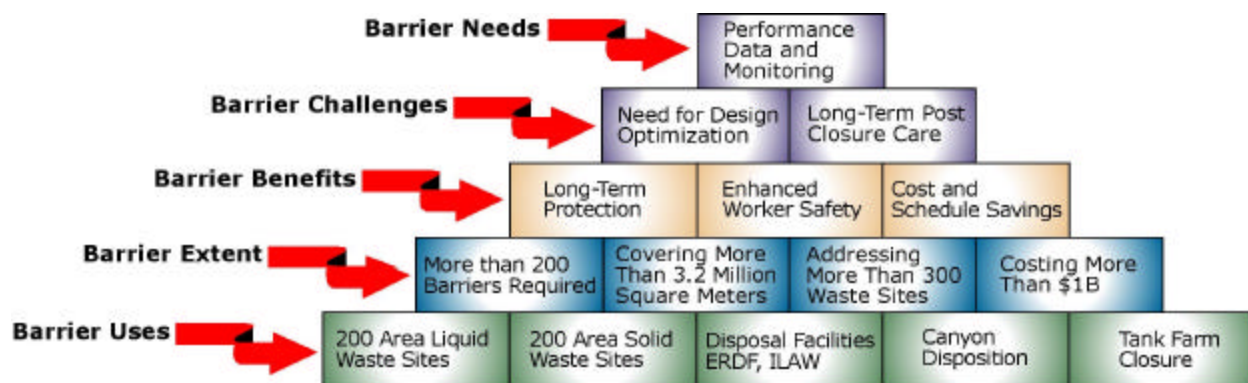 Barrier Needs
Performance
Data and
Monitoring
Barrier Challenges
Need for Design
Optimization
Long-Term Post
Closure Care
Barrier Benefits
Long-Term
Protection
Enhanced
Worker Safety
Cost and
Schedule Savings
Barrier Extent
More than 200
Barriers Required
Covering More
Than 3.2 Million
Square Meters
Addressing
More Than 300
Waste Sites
Costing More
Than $1B
Barrier Uses
200 Area Liquid
Waste Sites
200 Area Solid
Waste Sites
Disposal Facilities
ERDF, ILAW
Canyon
Disposition
Tank Farm
Closure